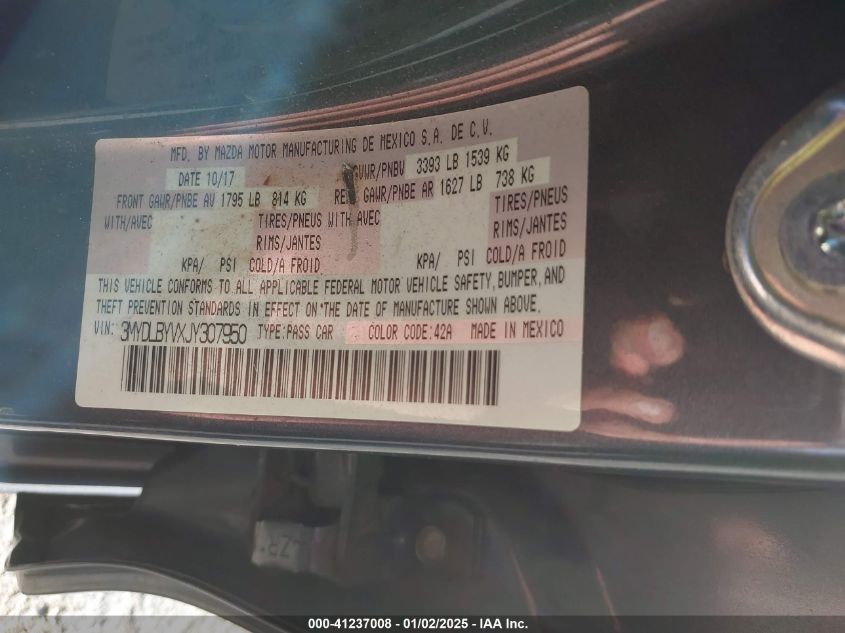 MFD. BY MAZDA MOTOR MANUFACTURING DE MEXICO S.A. DE C.V.
DATE 10/17 GVWR/PNBV 3393 LB 1539 KG
FRONT GAWR/PNBE AV 1795 LB 814 KG REAR GAWR/PNBE AR 1627 LB 738 KG
WITH/AVEC TIRES/PNEUS WITH AVEC TIRES/PNEUS
RIMS/JANTES RIMS/JANTES
KPA/ PSI COLD/A FROID KPA/ PSI COLD/A FROID
THIS VEHICLE CONFORMS TO ALL APPLICABLE FEDERAL MOTOR VEHICLE SAFETY, BUMPER, AND
THEFT PREVENTION STANDARDS IN EFFECT ON THE DATE OF MANUFACTURE SHOWN ABOVE.
VIN: 3MYDLBYVXJY307950 TYPE:PASS CAR COLOR CODE:42A MADE IN MEXICO
000-41237008 - 01/02/2025 - IAA Inc.